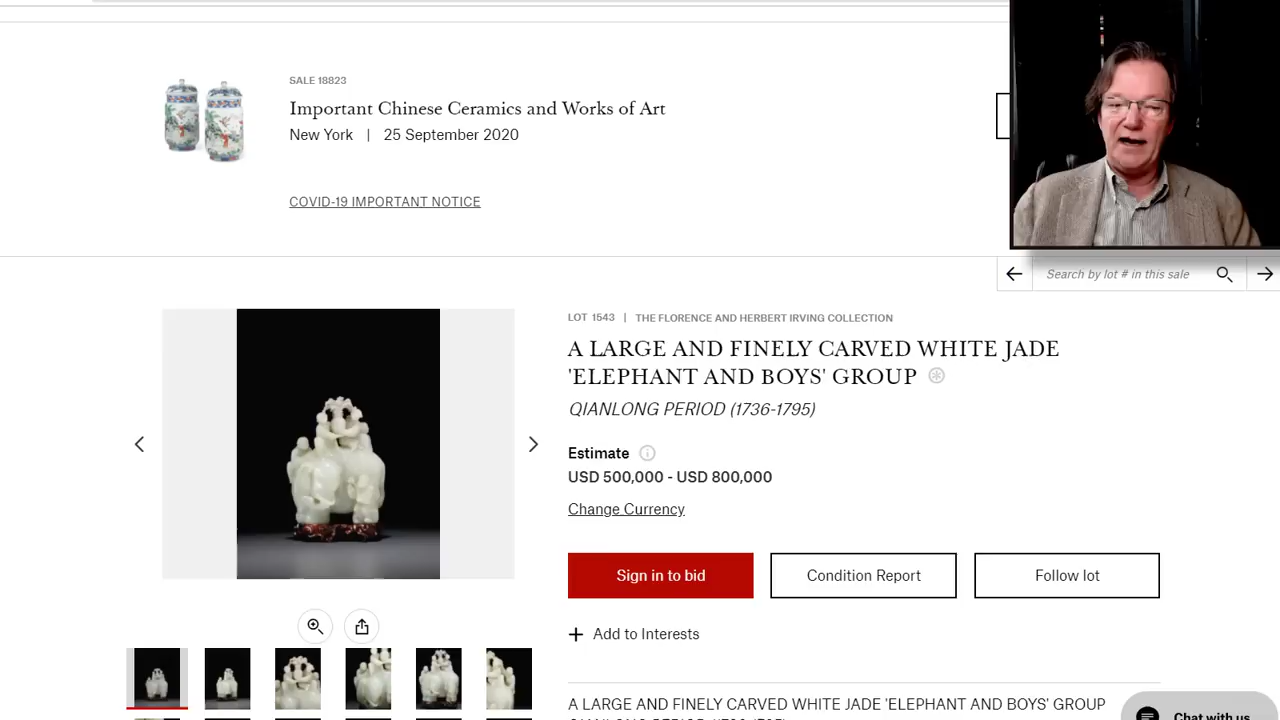 SALE 18823
Important Chinese Ceramics and Works of Art
New York | 25 September 2020
COVID-19 IMPORTANT NOTICE
Search by lot # in this sale
LOT 1543 | THE FLORENCE AND HERBERT IRVING COLLECTION
A LARGE AND FINELY CARVED WHITE JADE
'ELEPHANT AND BOYS' GROUP
QIANLONG PERIOD (1736-1795)
Estimate
USD 500,000 - USD 800,000
Change Currency
Sign in to bid
Condition Report
Follow lot
+ Add to Interests
A LARGE AND FINELY CARVED WHITE JADE 'ELEPHANT AND BOYS' GROUP
Chat with us